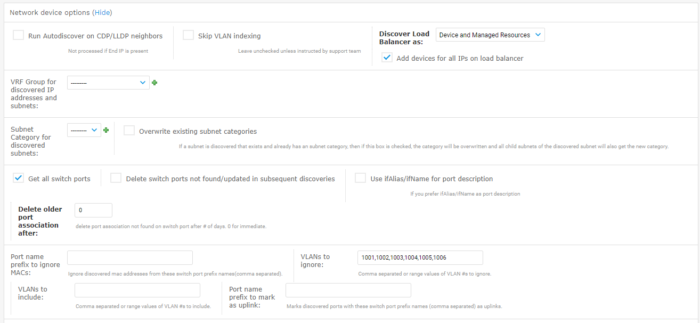 Network device options (Hide)
Run Autodiscover on CDP/LLDP neighbors
Not processed if End IP is present
Skip VLAN indexing
Leave unchecked unless instructed by support team
Discover Load Balancer as:
Device and Managed Resources
Add devices for all IPs on load balancer
VRF Group for
discovered IP
addresses and
subnets:
--------
Subnet
Category for
discovered
subnets:
--------
Overwrite existing subnet categories
If a subnet is discovered that exists and already has an subnet category, then if this box is checked, the category will be overwritten and all child subnets of the discovered subnet will also get the new category.
Get all switch ports
Delete switch ports not found/updated in subsequent discoveries
Use ifAlias/ifName for port description
If you prefer ifAlias/ifName as port description
Delete older
port
association
after:
0
delete port association not found on switch port after # of days. 0 for immediate.
Port name
prefix to ignore
MACs:
Ignore discovered mac addresses from these switch port prefix names(comma separated).
VLANs to
ignore:
1001,1002,1003,1004,1005,1006
Comma separated or range values of VLAN #s to ignore.
VLANs to
include:
Comma separated or range values of VLAN #s to include.
Port name
prefix to mark
as uplink:
Marks discovered ports with these switch port prefix names (comma separated) as uplinks.